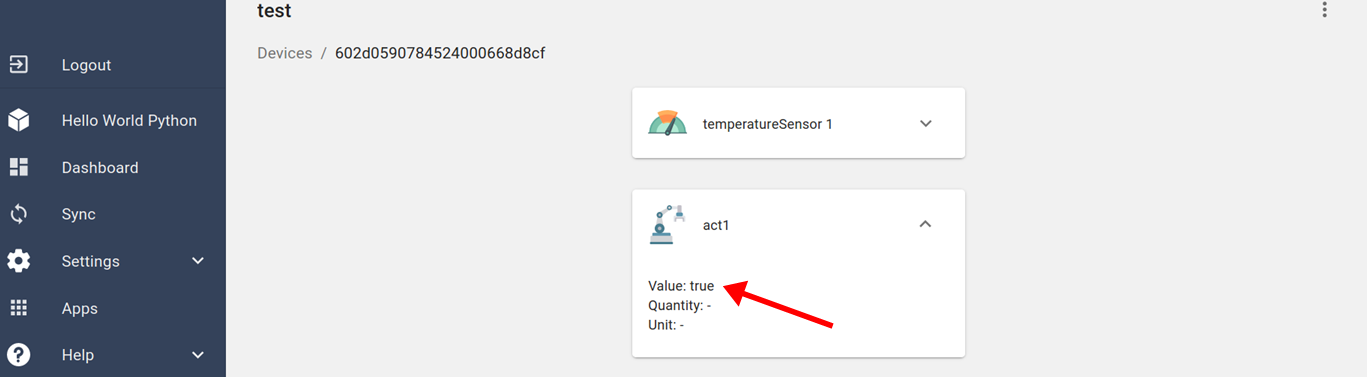 test
Devices / 602d0590784524000668d8cf
Logout
Hello World Python
Dashboard
Sync
Settings
Apps
Help
temperatureSensor 1
act1
Value: true
Quantity: -
Unit: -